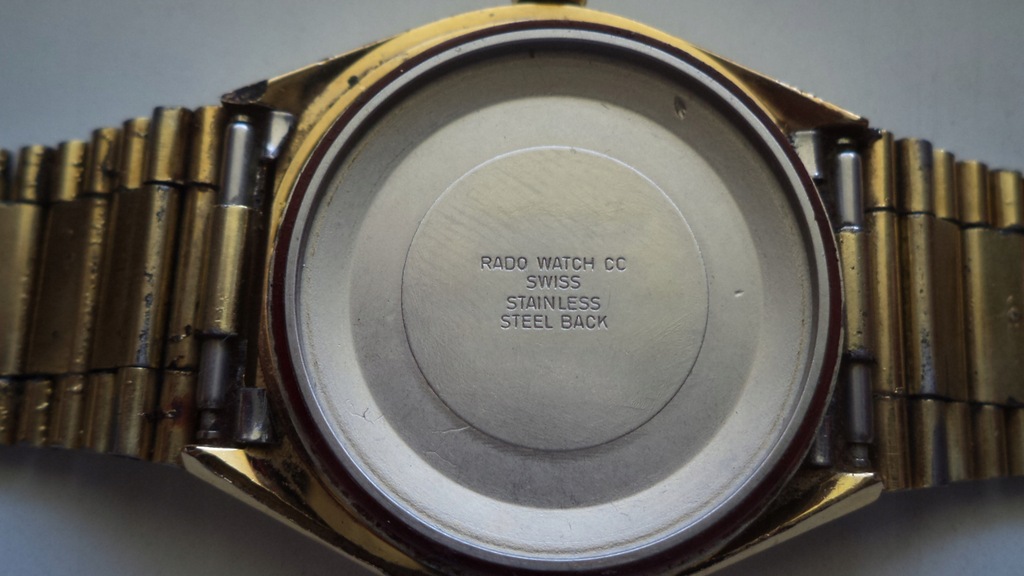 RADO WATCH CC
SWISS
STAINLESS
STEEL BACK